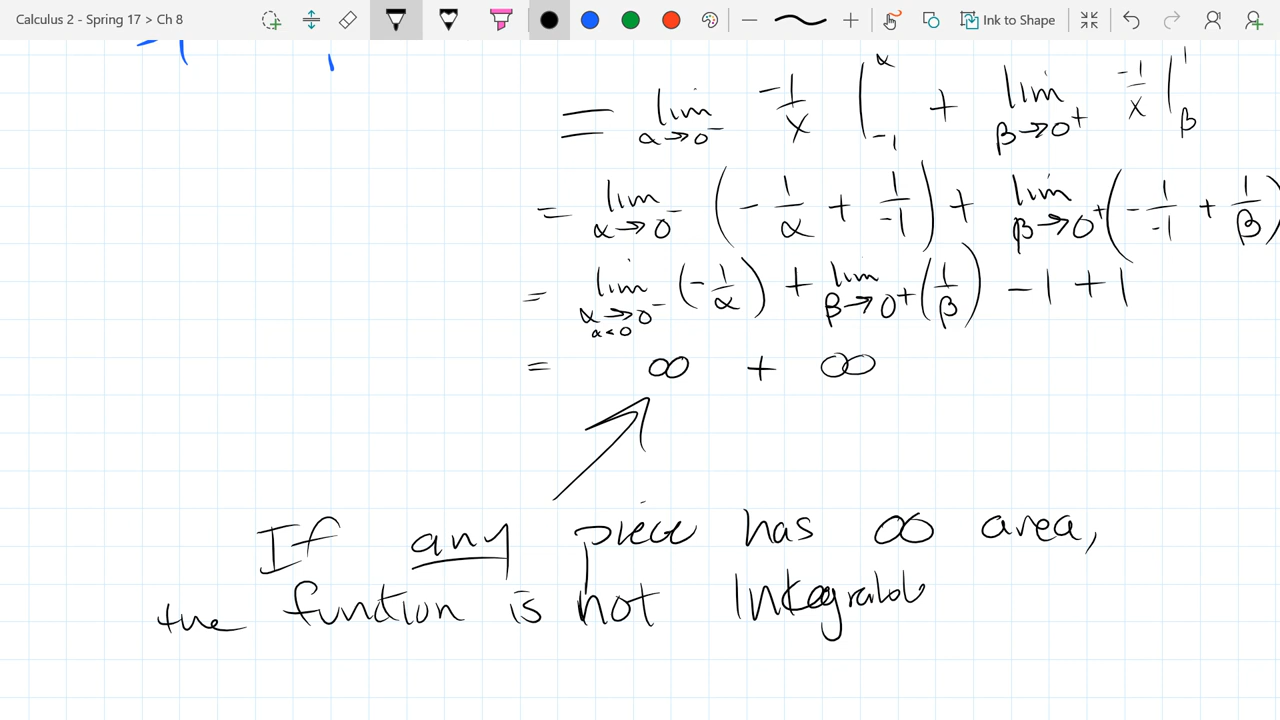 Calculus 2 - Spring 17 > Ch 8
Ink to Shape
-1 1
= lim α→0⁻ -1/x |_{-1}^{α} + lim β→0⁺ -1/x |_{β}^{1}
= lim α→0⁻ (-1/α + 1/-1) + lim β→0⁺ (-1/-1 + 1/β)
= lim α→0⁻ α<0 (-1/α) + lim β→0⁺ (1/β) - 1 + 1
= ∞ + ∞
If any piece has ∞ area,
the function is not Integrable